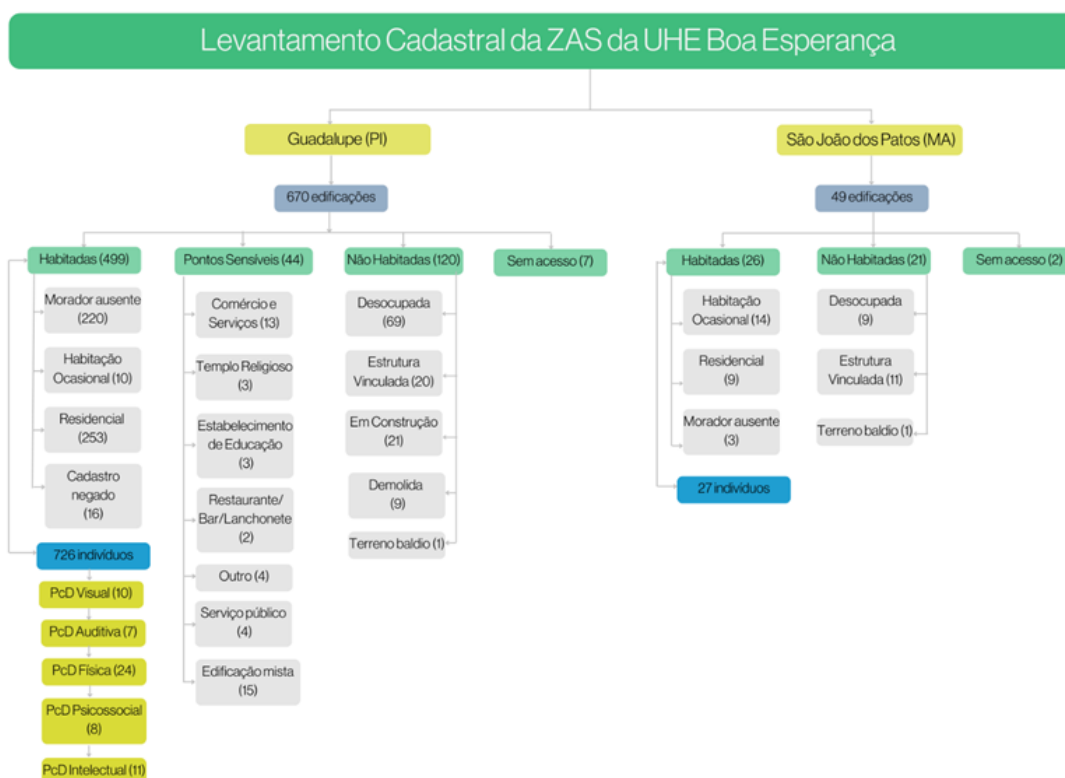 Levantamento Cadastral da ZAS da UHE Boa Esperança
Guadalupe (PI)
São João dos Patos (MA)
670 edificações
49 edificações
Habitadas (499)
Pontos Sensíveis (44)
Não Habitadas (120)
Sem acesso (7)
Habitadas (26)
Não Habitadas (21)
Sem acesso (2)
Morador ausente
(220)
Habitação
Ocasional (10)
Residencial
(253)
Cadastro
negado
(16)
726 indivíduos
PcD Visual (10)
PcD Auditiva (7)
PcD Física (24)
PcD Psicossocial
(8)
PcD Intelectual (11)
Comércio e
Serviços (13)
Templo Religioso
(3)
Estabelecimento
de Educação
(3)
Restaurante/
Bar/Lanchonete
(2)
Outro (4)
Serviço público
(4)
Edificação mista
(15)
Desocupada
(69)
Estrutura
Vinculada (20)
Em Construção
(21)
Demolida
(9)
Terreno baldio (1)
Habitação
Ocasional (14)
Residencial
(9)
Morador ausente
(3)
27 indivíduos
Desocupada
(9)
Estrutura
Vinculada (11)
Terreno baldio (1)